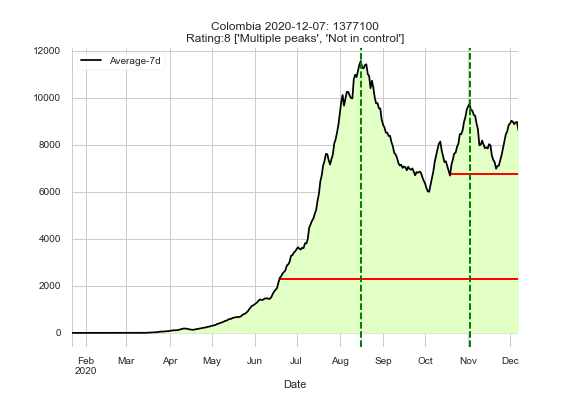 Colombia 2020-12-07: 1377100
Rating:8 ['Multiple peaks', 'Not in control']
12000
10000
8000
6000
4000
2000
0
Average-7d
Feb Mar Apr May Jun Jul Aug Sep Oct Nov Dec
2020
Date